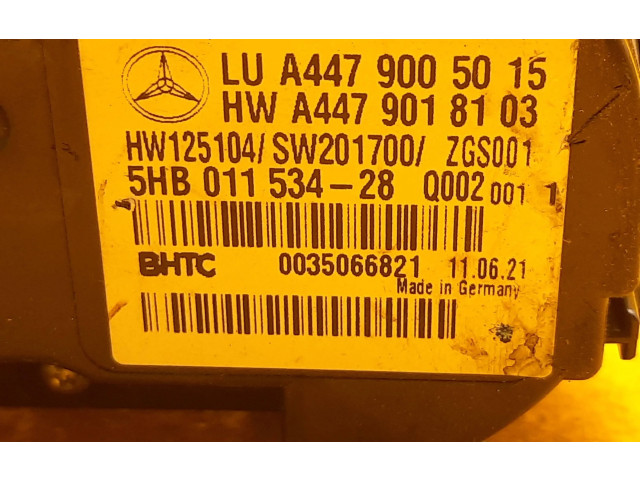 LU A447 900 50 15
HW A447 901 81 03
HW125104/ SW201700/ ZGS001
5HB 011 534-28 Q002 001 1
BHTC 0035066821 11.06.21
Made in Germany